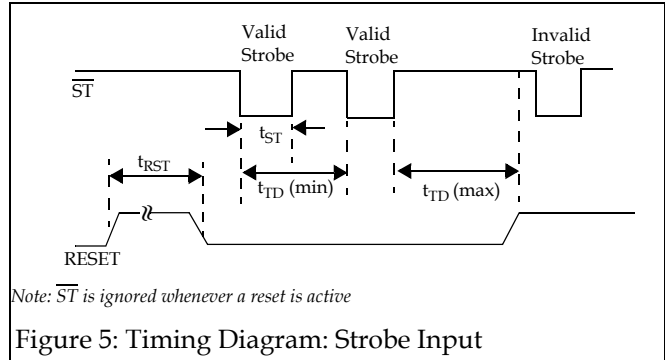 Valid Strobe
Valid Strobe
Invalid Strobe
ST
tST
tRST
tTD (min)
tTD (max)
RESET
Note: ST is ignored whenever a reset is active
Figure 5: Timing Diagram: Strobe Input